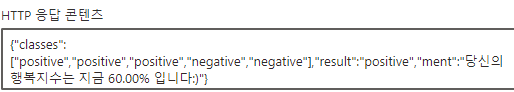 HTTP 응답 콘텐츠
{"classes":
["positive","positive","positive","negative","negative"],"result":"positive","ment":"당신의
행복지수는 지금 60.00% 입니다:)"}